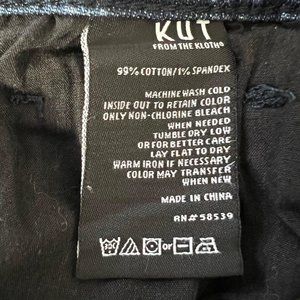 KUT
FROM THE KLOTH®
99% COTTON/1% SPANDEX
MACHINE WASH COLD
INSIDE OUT TO RETAIN COLOR
ONLY NON-CHLORINE BLEACH
WHEN NEEDED
TUMBLE DRY LOW
OR FOR BETTER CARE
LAY FLAT TO DRY
WARM IRON IF NECESSARY
COLOR MAY TRANSFER
WHEN NEW
MADE IN CHINA
RN# 58539
or